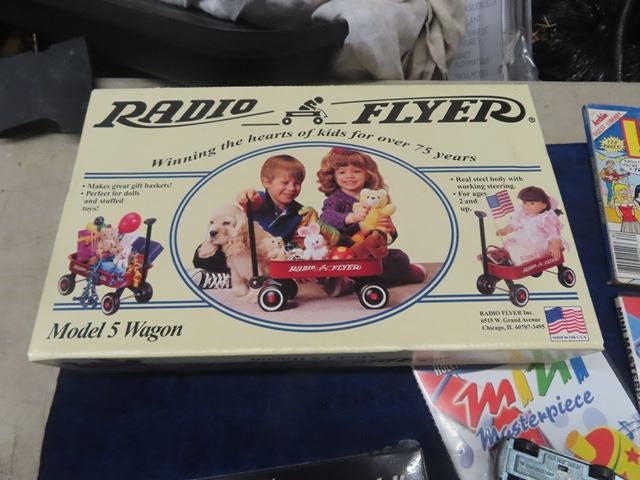 RADIO FLYER®
Winning the hearts of kids for over 75 years
• Makes great gift baskets!
• Perfect for dolls
and stuffed
toys!
• Real steel body with
working steering.
• For ages
2 and
up.
RADIO FLYER
Model 5 Wagon
RADIO FLYER Inc.
6515 W. Grand Avenue
Chicago, IL 60707-3495
MADE IN THE U.S.A.
Archie
mini
Masterpiece